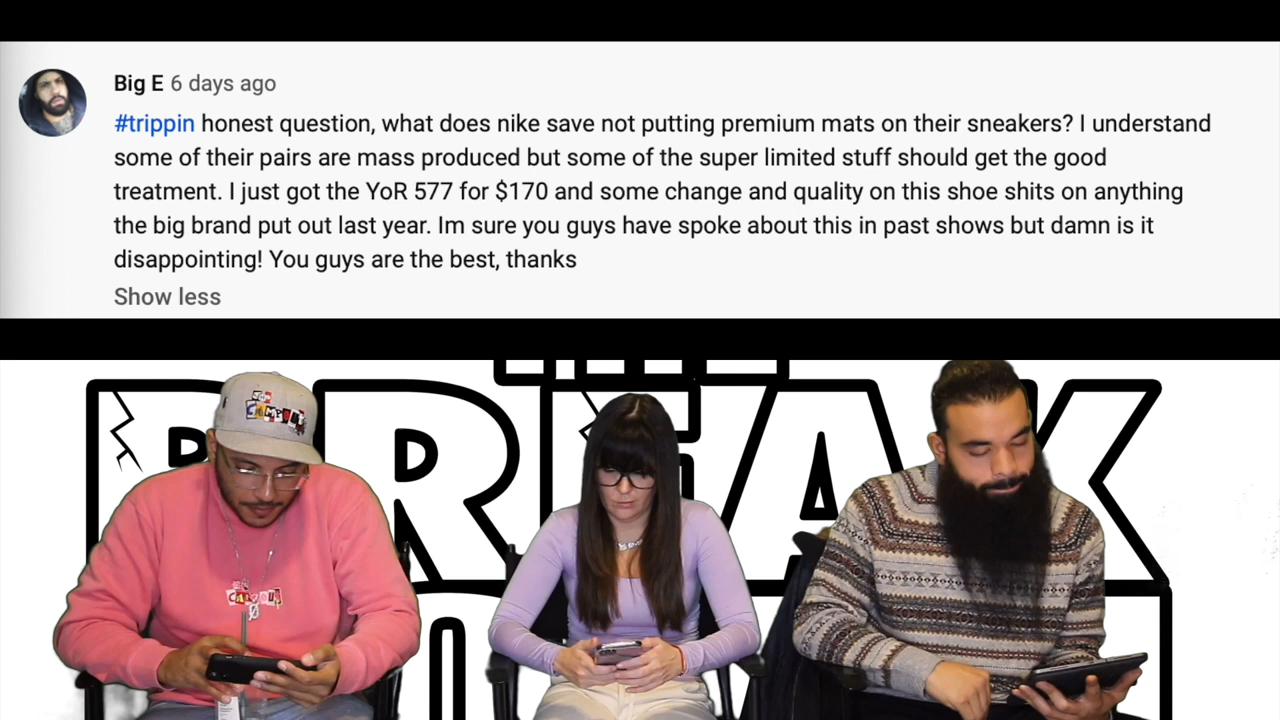 Big E 6 days ago
#trippin honest question, what does nike save not putting premium mats on their sneakers? I understand
some of their pairs are mass produced but some of the super limited stuff should get the good
treatment. I just got the YoR 577 for $170 and some change and quality on this shoe shits on anything
the big brand put out last year. Im sure you guys have spoke about this in past shows but damn is it
disappointing! You guys are the best, thanks
Show less
BREAK
THE CAMPOUT